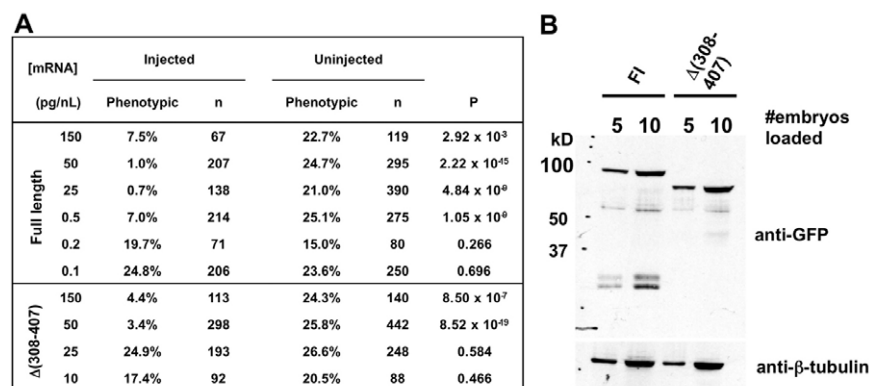 A
[mRNA] Injected Uninjected
(pg/nL) Phenotypic n Phenotypic n P
Full length
150 7.5% 67 22.7% 119 2.92 x 10-3
50 1.0% 207 24.7% 295 2.22 x 10-15
25 0.7% 138 21.0% 390 4.84 x 10-9
0.5 7.0% 214 25.1% 275 1.05 x 10-9
0.2 19.7% 71 15.0% 80 0.266
0.1 24.8% 206 23.6% 250 0.696
Δ(308-407)
150 4.4% 113 24.3% 140 8.50 x 10-7
50 3.4% 298 25.8% 442 8.52 x 10-19
25 24.9% 193 26.6% 248 0.584
10 17.4% 92 20.5% 88 0.466
B
Fl
Δ(308-
407)
5 10 5 10 #embryos
loaded
kD
100
50
37
anti-GFP
anti-β-tubulin